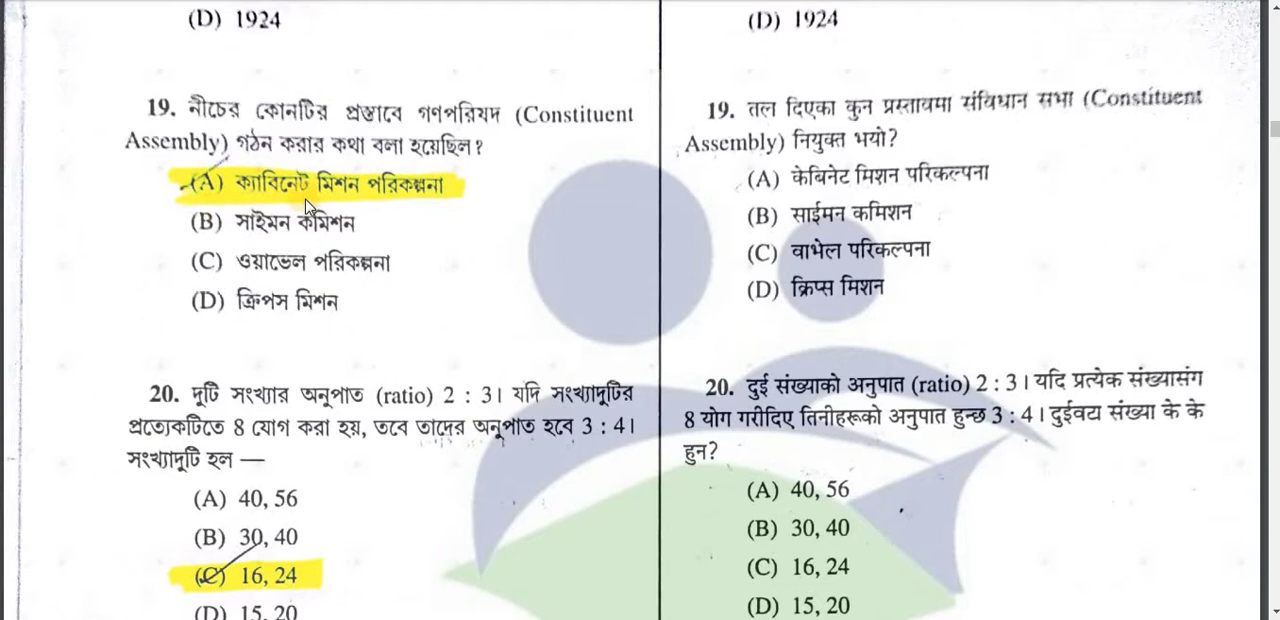 (D) 1924
19. নীচের কোনটির প্রস্তাবে গণপরিষদ (Constituent
Assembly) গঠন করার কথা বলা হয়েছিল?
(A) ক্যাবিনেট মিশন পরিকল্পনা
(B) সাইমন কমিশন
(C) ওয়াভেল পরিকল্পনা
(D) ক্রিপস মিশন
20. দুটি সংখ্যার অনুপাত (ratio) 2 : 3। যদি সংখ্যাদুটির
প্রত্যেকটিতে 8 যোগ করা হয়, তবে তাদের অনুপাত হবে 3 : 4।
সংখ্যাদুটি হল —
(A) 40, 56
(B) 30, 40
(C) 16, 24
(D) 15, 20
(D) 1924
19. तल दिएका कुन प्रस्तावमा संविधान सभा (Constituent
Assembly) नियुक्त भयो?
(A) केबिनेट मिशन परिकल्पना
(B) साईमन कमिशन
(C) वाभेल परिकल्पना
(D) क्रिप्स मिशन
20. दुई संख्याको अनुपात (ratio) 2 : 3। यदि प्रत्येक संख्यासंग
8 योग गरीदिए तिनीहरूको अनुपात हुन्छ 3 : 4। दुईवटा संख्या के के
हुन?
(A) 40, 56
(B) 30, 40
(C) 16, 24
(D) 15, 20